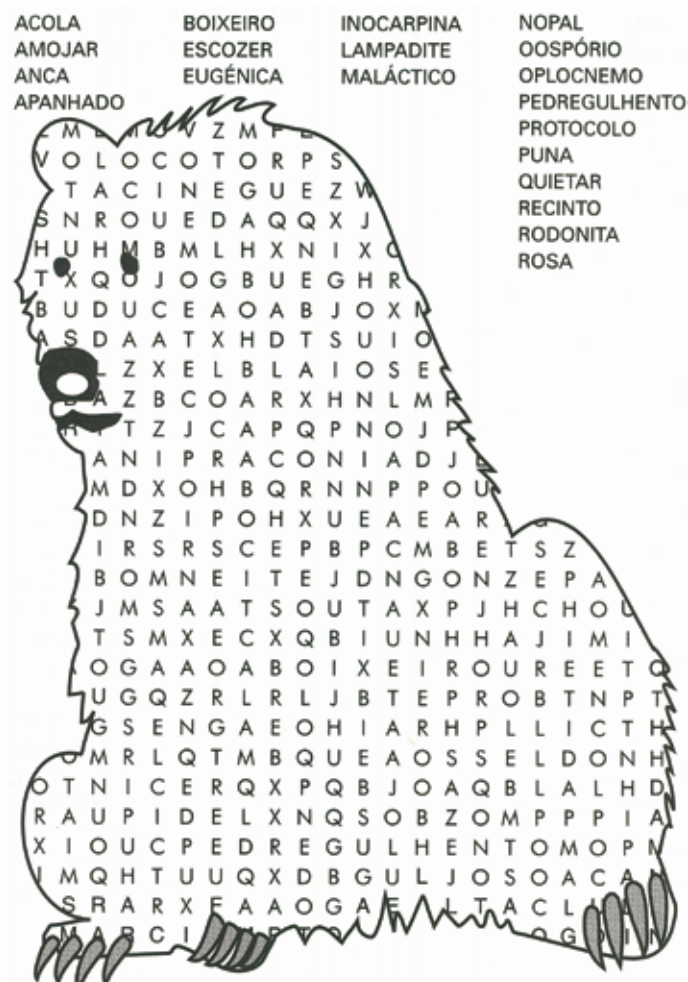 ACOLA BOIXEIRO INOCARPINA NOPAL
AMOJAR ESCOZER LAMPADITE OOSPÓRIO
ANCA EUGÉNICA MALÁCTICO OPLOCNEMO
APANHADO PEDREGULHENTO
PROTOCOLO
PUNA
QUIETAR
RECINTO
RODONITA
ROSA
V O L O C O T O R P S
T A C I N E G U E Z W
S N R O U E D A Q Q X J
H U H M B M L H X N I X
T X Q O J O G B U E G H R
B U D U C E A O A B J O X
A S D A A T X H D T S U I O
L Z X E L B L A I O S E
A Z B C O A R X H N L M
T Z J C A P Q P N O J P
A N I P R A C O N I A D J
M D X O H B Q R N N P P O U
D N Z I P O H X U E A E A R
I R S R S C E P B P C M B E T S Z
B O M N E I T E J D N G O N Z E P A
J M S A A T S O U T A X P J H C H O U
T S M X E C X Q B I U N H H A J I M I
O G A A O A B O I X E I R O U R E E T O
U G Q Z R L R L J B T E P R O B T N P T
G S E N G A E O H I A R H P L L I C T H
M R L Q T M B Q U E A O S S E L D O N H
O T N I C E R Q X P Q B J O A Q B L A L H D
R A U P I D E L X N Q S O B Z O M P P P I A
X I O U C P E D R E G U L H E N T O M O P
I M Q H T U U Q X D B G U L J O S O A C A
S R A R X E A A O G A L T A C L